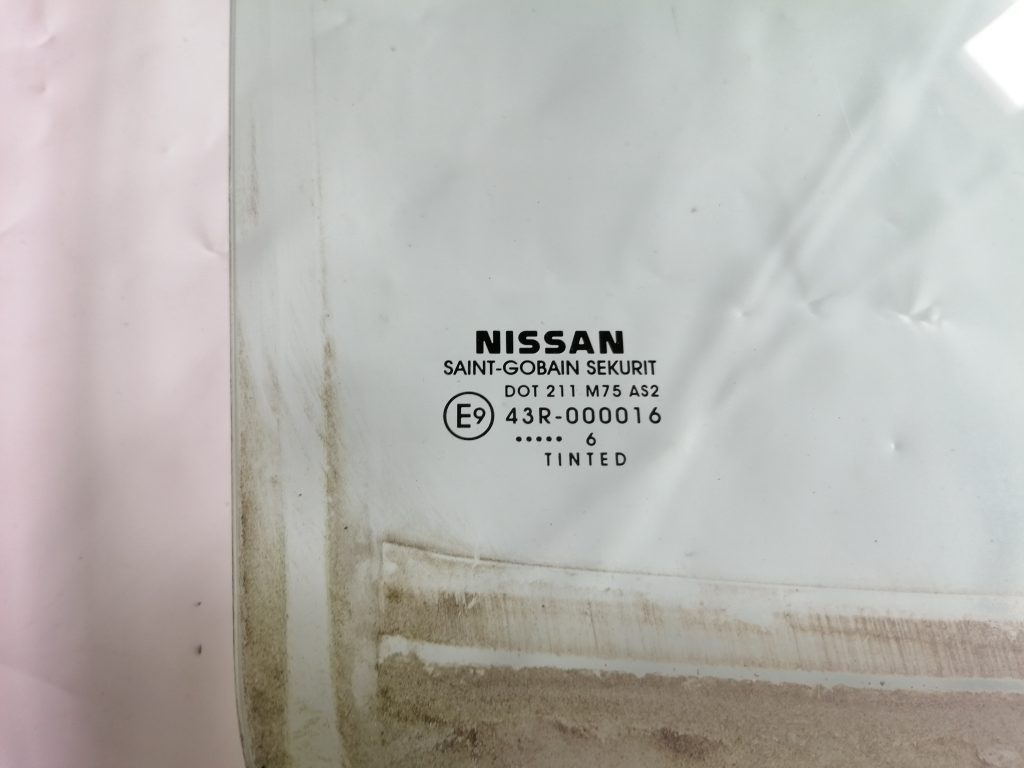 NISSAN
SAINT-GOBAIN SEKURIT
DOT 211 M75 AS2
E9 43R-000016
••••• 6
TINTED